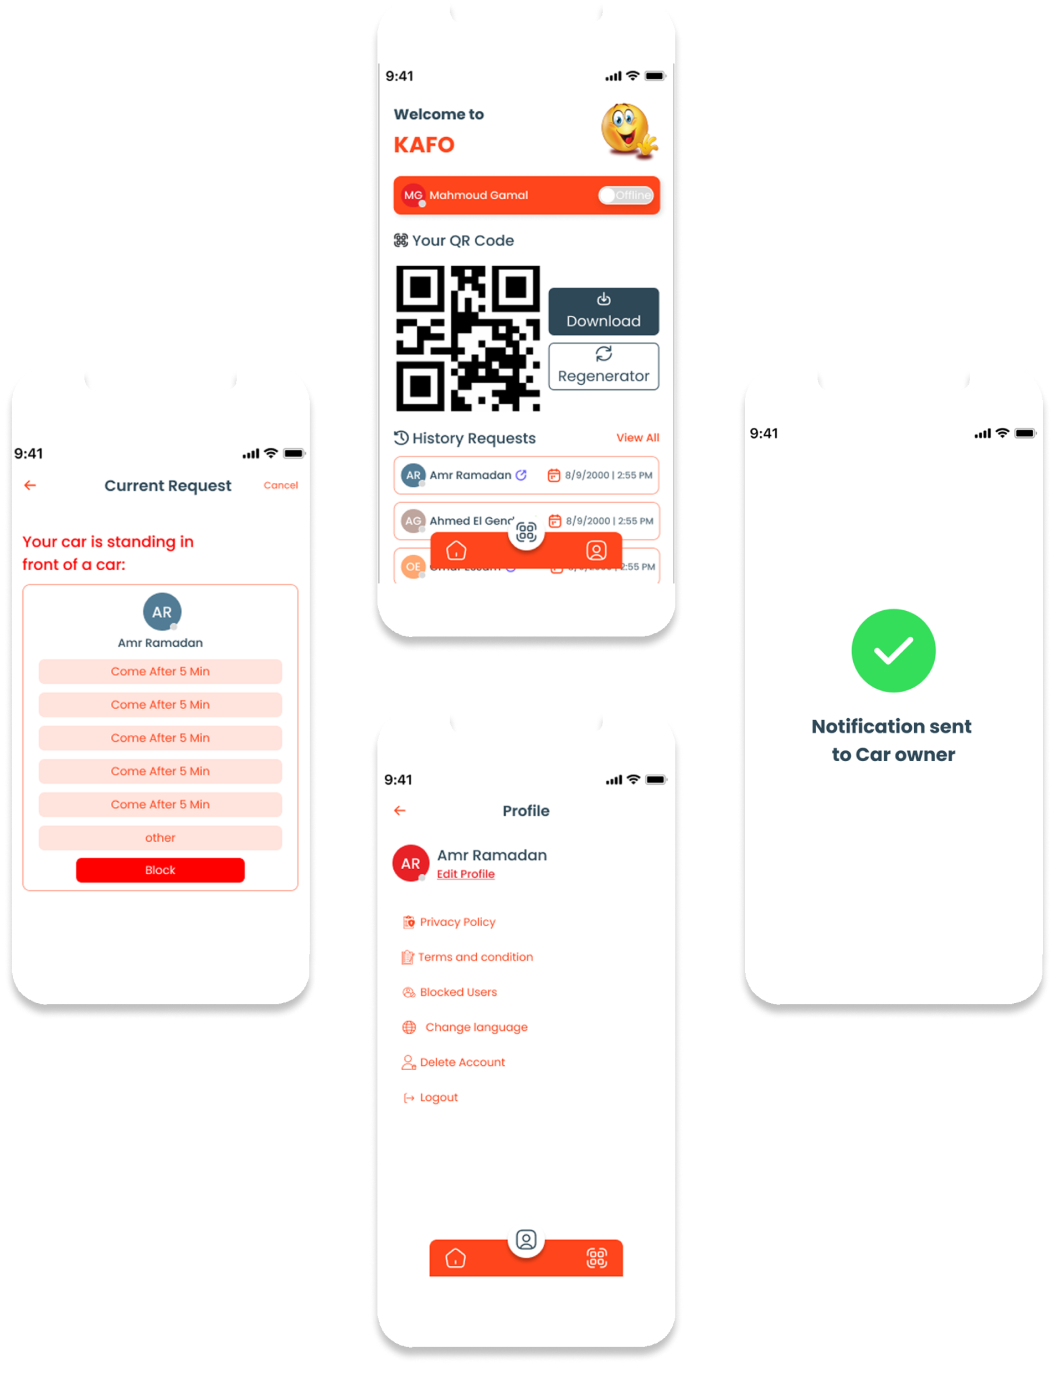 9:41
Welcome to
KAFO
MG Mahmoud Gamal Offline
Your QR Code
Download
Regenerator
History Requests View All
AR Amr Ramadan 8/9/2000 | 2:55 PM
AG Ahmed El 8/9/2000 | 2:55 PM
OE 2:55 PM
9:41
Current Request Cancel
Your car is standing in
front of a car:
AR
Amr Ramadan
Come After 5 Min
Come After 5 Min
Come After 5 Min
Come After 5 Min
Come After 5 Min
other
Block
9:41
Notification sent
to Car owner
9:41
Profile
AR Amr Ramadan
Edit Profile
Privacy Policy
Terms and condition
Blocked Users
Change language
Delete Account
Logout